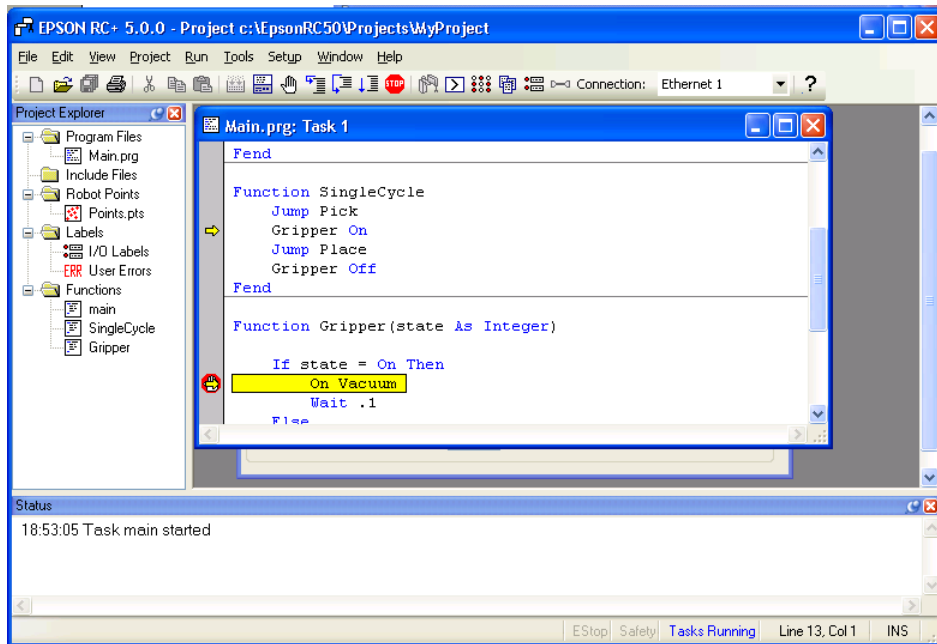 EPSON RC+ 5.0.0 - Project c:\EpsonRC50\Projects\MyProject
File Edit View Project Run Tools Setup Window Help
STOP Connection: Ethernet 1 ?
Project Explorer
Program Files
Main.prg
Include Files
Robot Points
Points.pts
Labels
I/O Labels
ERR User Errors
Functions
main
SingleCycle
Gripper
Main.prg: Task 1
Fend
Function SingleCycle
Jump Pick
Gripper On
Jump Place
Gripper Off
Fend
Function Gripper(state As Integer)
If state = On Then
On Vacuum
Wait .1
Else
Status
18:53:05 Task main started
EStop Safety Tasks Running Line 13, Col 1 INS